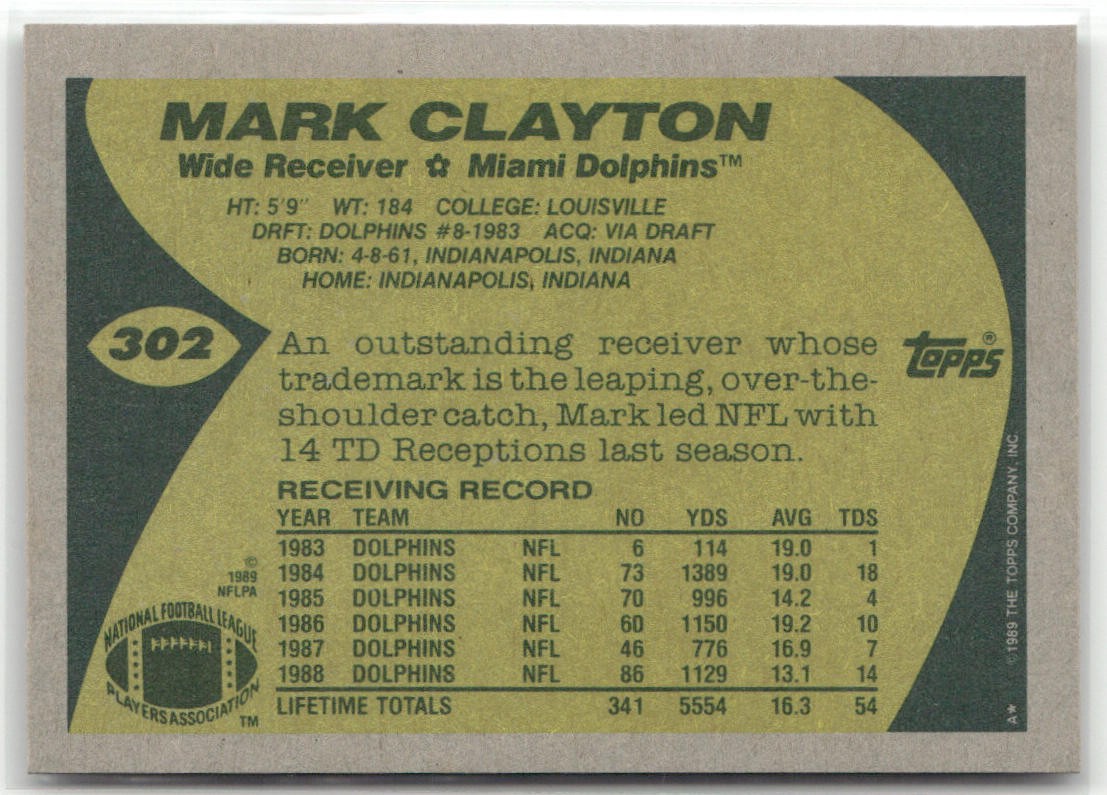 MARK CLAYTON
Wide Receiver ✿ Miami Dolphins™
HT: 5'9" WT: 184 COLLEGE: LOUISVILLE
DRFT: DOLPHINS #8-1983 ACQ: VIA DRAFT
BORN: 4-8-61, INDIANAPOLIS, INDIANA
HOME: INDIANAPOLIS, INDIANA
302
An outstanding receiver whose
trademark is the leaping, over-the-
shoulder catch, Mark led NFL with
14 TD Receptions last season.
topps®
RECEIVING RECORD
YEAR TEAM NO YDS AVG TDS
1983 DOLPHINS NFL 6 114 19.0 1
1984 DOLPHINS NFL 73 1389 19.0 18
1985 DOLPHINS NFL 70 996 14.2 4
1986 DOLPHINS NFL 60 1150 19.2 10
1987 DOLPHINS NFL 46 776 16.9 7
1988 DOLPHINS NFL 86 1129 13.1 14
LIFETIME TOTALS 341 5554 16.3 54
©
1989
NFLPA
NATIONAL FOOTBALL LEAGUE
PLAYERS ASSOCIATION
TM
© 1989 THE TOPPS COMPANY, INC.
A★